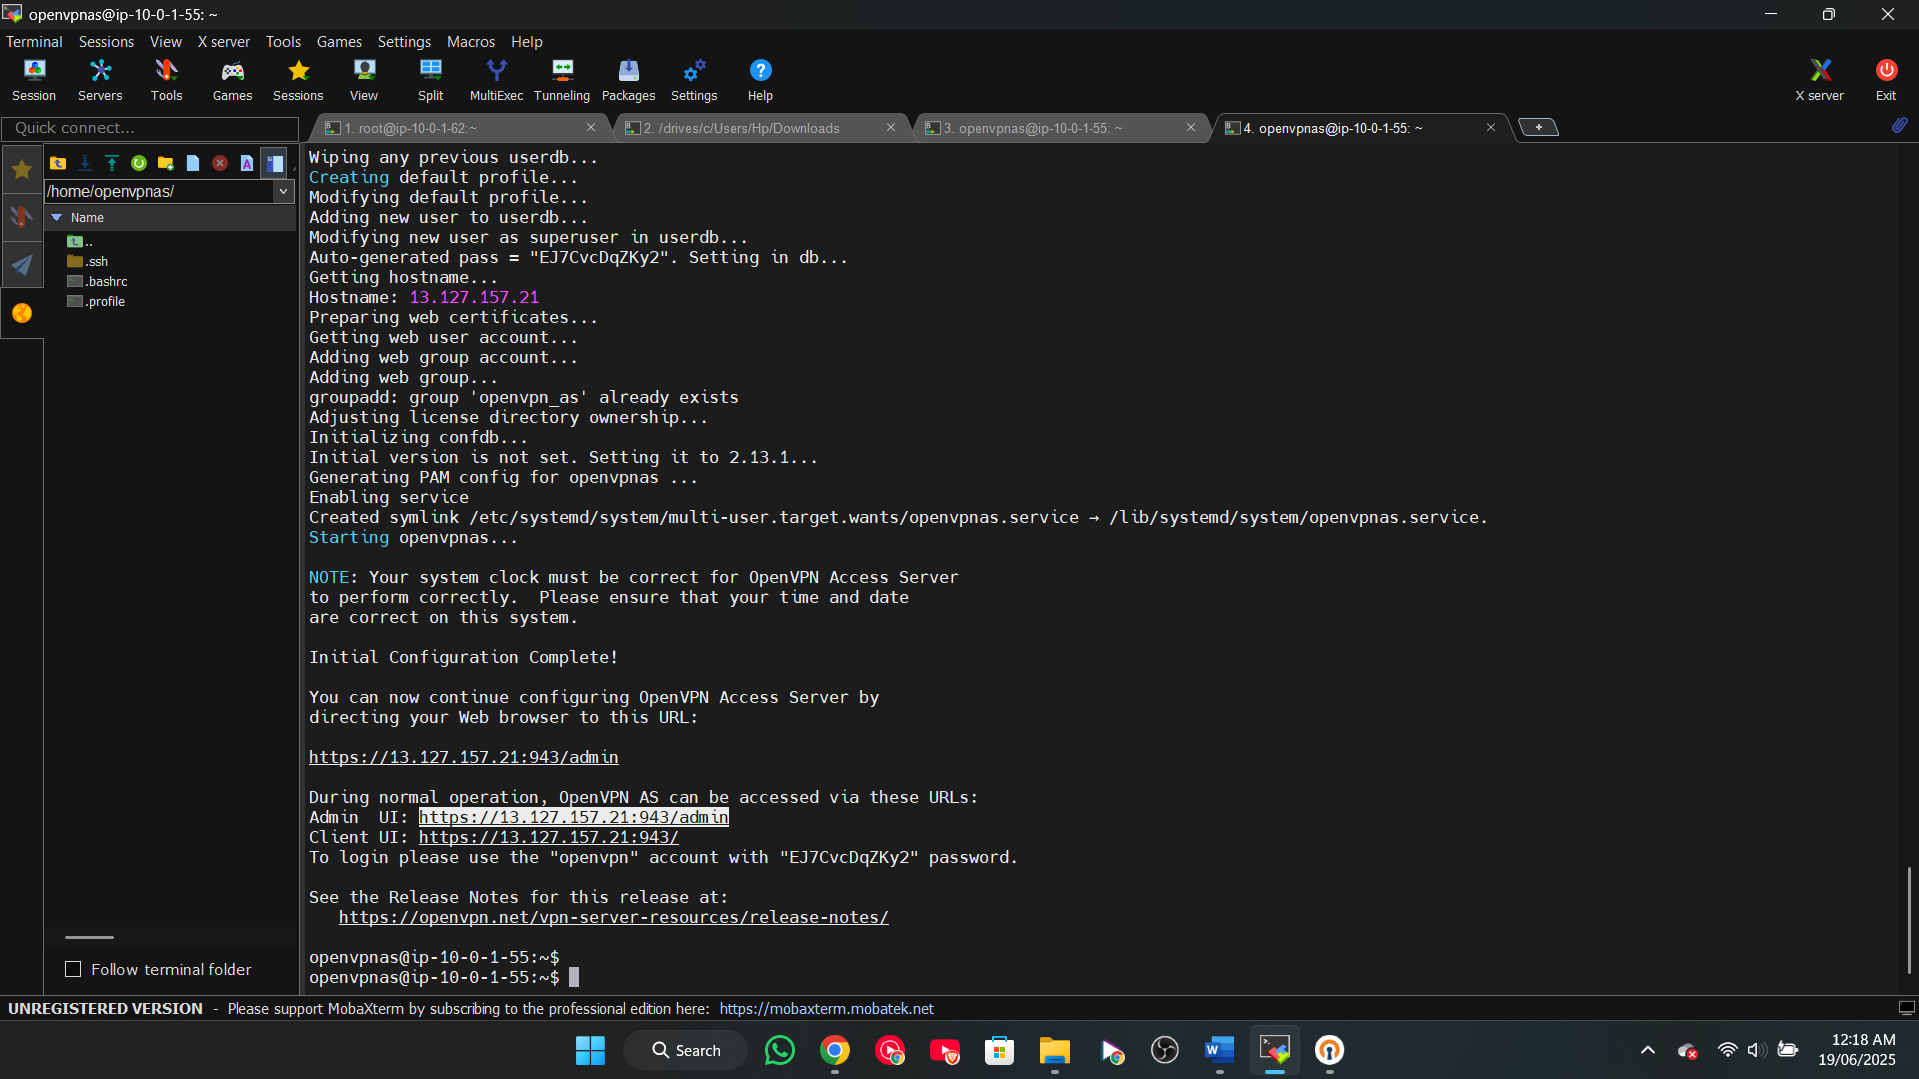 openvpnas@ip-10-0-1-55: ~
Terminal Sessions View X server Tools Games Settings Macros Help
Session Servers Tools Games Sessions View Split MultiExec Tunneling Packages Settings Help X server Exit
Quick connect...
1. root@ip-10-0-1-62:~
2. /drives/c/Users/Hp/Downloads
3. openvpnas@ip-10-0-1-55: ~
4. openvpnas@ip-10-0-1-55: ~
/home/openvpnas/
Name
..
.ssh
.bashrc
.profile
Follow terminal folder
Wiping any previous userdb...
Creating default profile...
Modifying default profile...
Adding new user to userdb...
Modifying new user as superuser in userdb...
Auto-generated pass = "EJ7CvcDqZKy2". Setting in db...
Getting hostname...
Hostname: 13.127.157.21
Preparing web certificates...
Getting web user account...
Adding web group account...
Adding web group...
groupadd: group 'openvpn_as' already exists
Adjusting license directory ownership...
Initializing confdb...
Initial version is not set. Setting it to 2.13.1...
Generating PAM config for openvpnas ...
Enabling service
Created symlink /etc/systemd/system/multi-user.target.wants/openvpnas.service → /lib/systemd/system/openvpnas.service.
Starting openvpnas...
NOTE: Your system clock must be correct for OpenVPN Access Server
to perform correctly.  Please ensure that your time and date
are correct on this system.
Initial Configuration Complete!
You can now continue configuring OpenVPN Access Server by
directing your Web browser to this URL:
https://13.127.157.21:943/admin
During normal operation, OpenVPN AS can be accessed via these URLs:
Admin  UI: https://13.127.157.21:943/admin
Client UI: https://13.127.157.21:943/
To login please use the "openvpn" account with "EJ7CvcDqZKy2" password.
See the Release Notes for this release at:
https://openvpn.net/vpn-server-resources/release-notes/
openvpnas@ip-10-0-1-55:~$
openvpnas@ip-10-0-1-55:~$
UNREGISTERED VERSION - Please support MobaXterm by subscribing to the professional edition here: https://mobaxterm.mobatek.net
Search
12:18 AM
19/06/2025